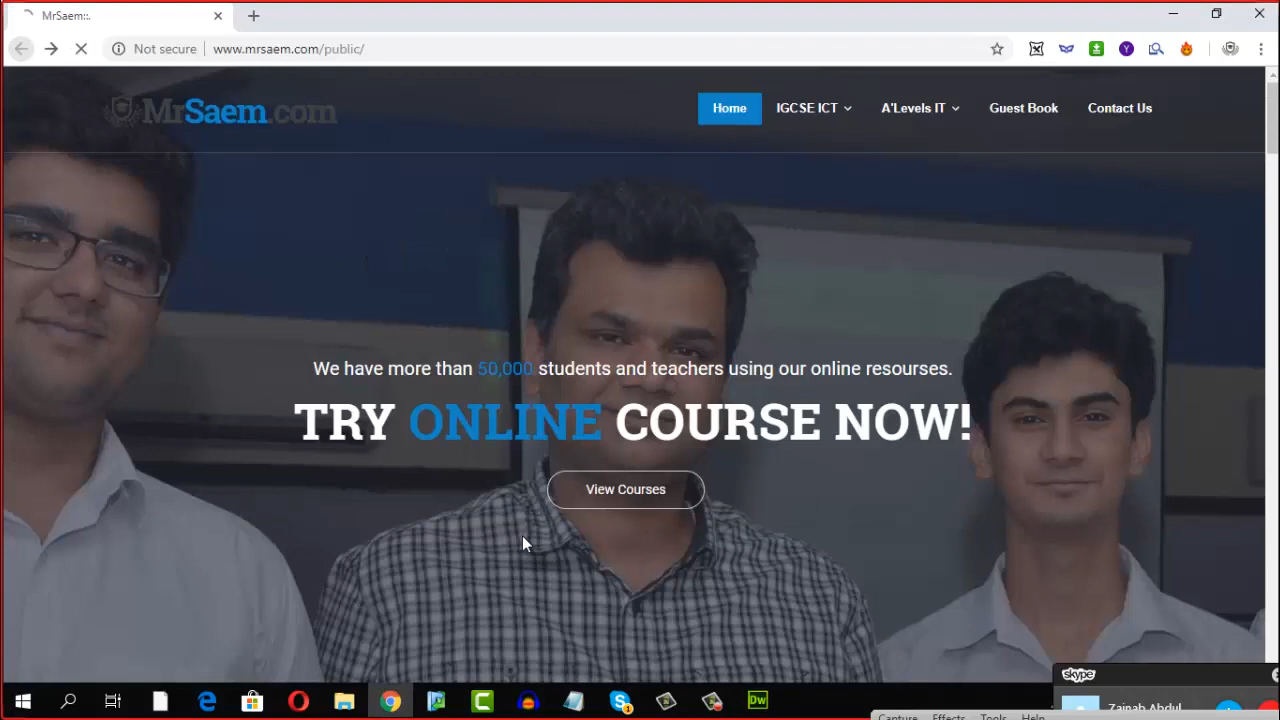 MrSaem::.
Not secure
www.mrsaem.com/public/
Y
MrSaem.com
Home
IGCSE ICT
A'Levels IT
Guest Book
Contact Us
We have more than 50,000 students and teachers using our online resourses.
TRY ONLINE COURSE NOW!
View Courses
skype
Zainab Abdul
Dw
Capture
Effects
Tools
Help